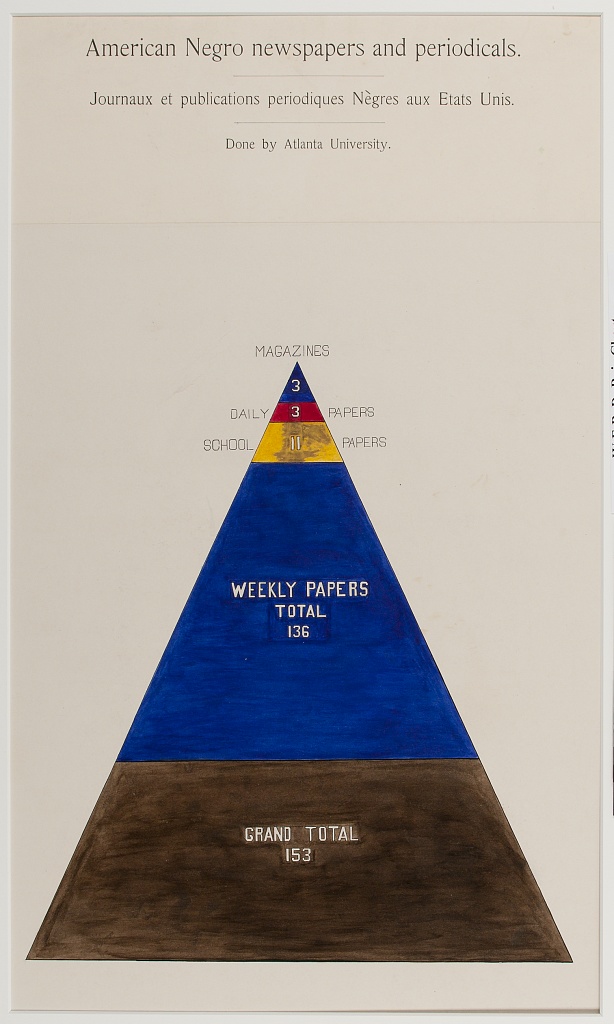 American Negro newspapers and periodicals.
Journaux et publications periodiques Nègres aux Etats Unis.
Done by Atlanta University.
MAGAZINES
3
DAILY 3 PAPERS
SCHOOL 11 PAPERS
WEEKLY PAPERS
TOTAL
136
GRAND TOTAL
153